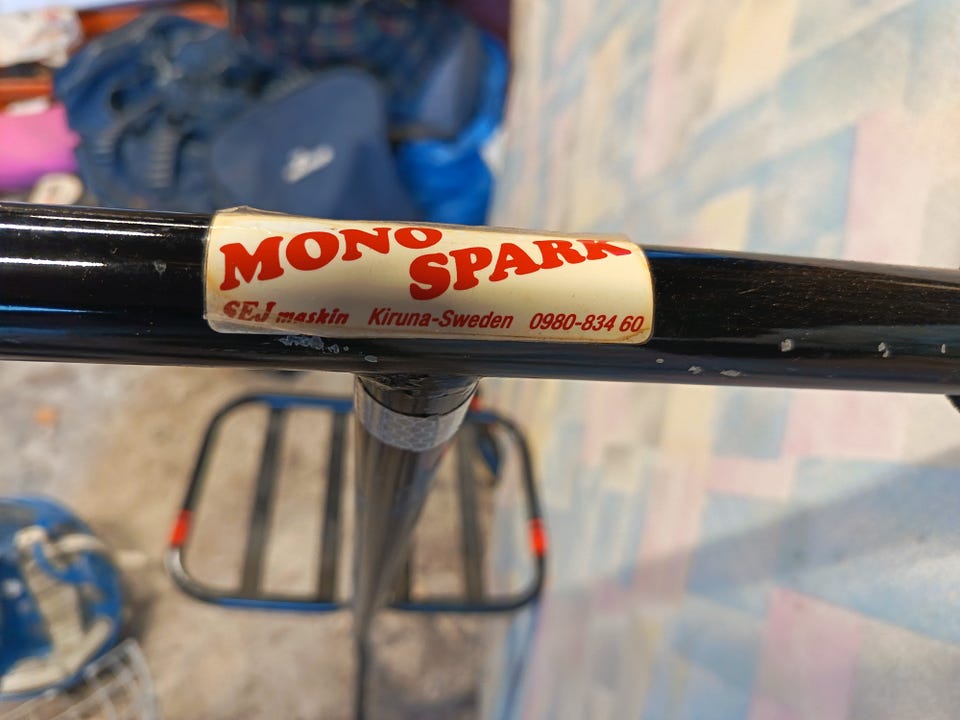 MONO
SPARK
SEJ maskin Kiruna-Sweden 0980-834 60